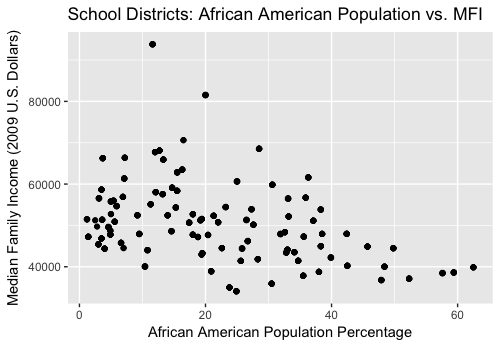 School Districts: African American Population vs. MFI
Median Family Income (2009 U.S. Dollars)
80000
60000
40000
0
20
40
60
African American Population Percentage